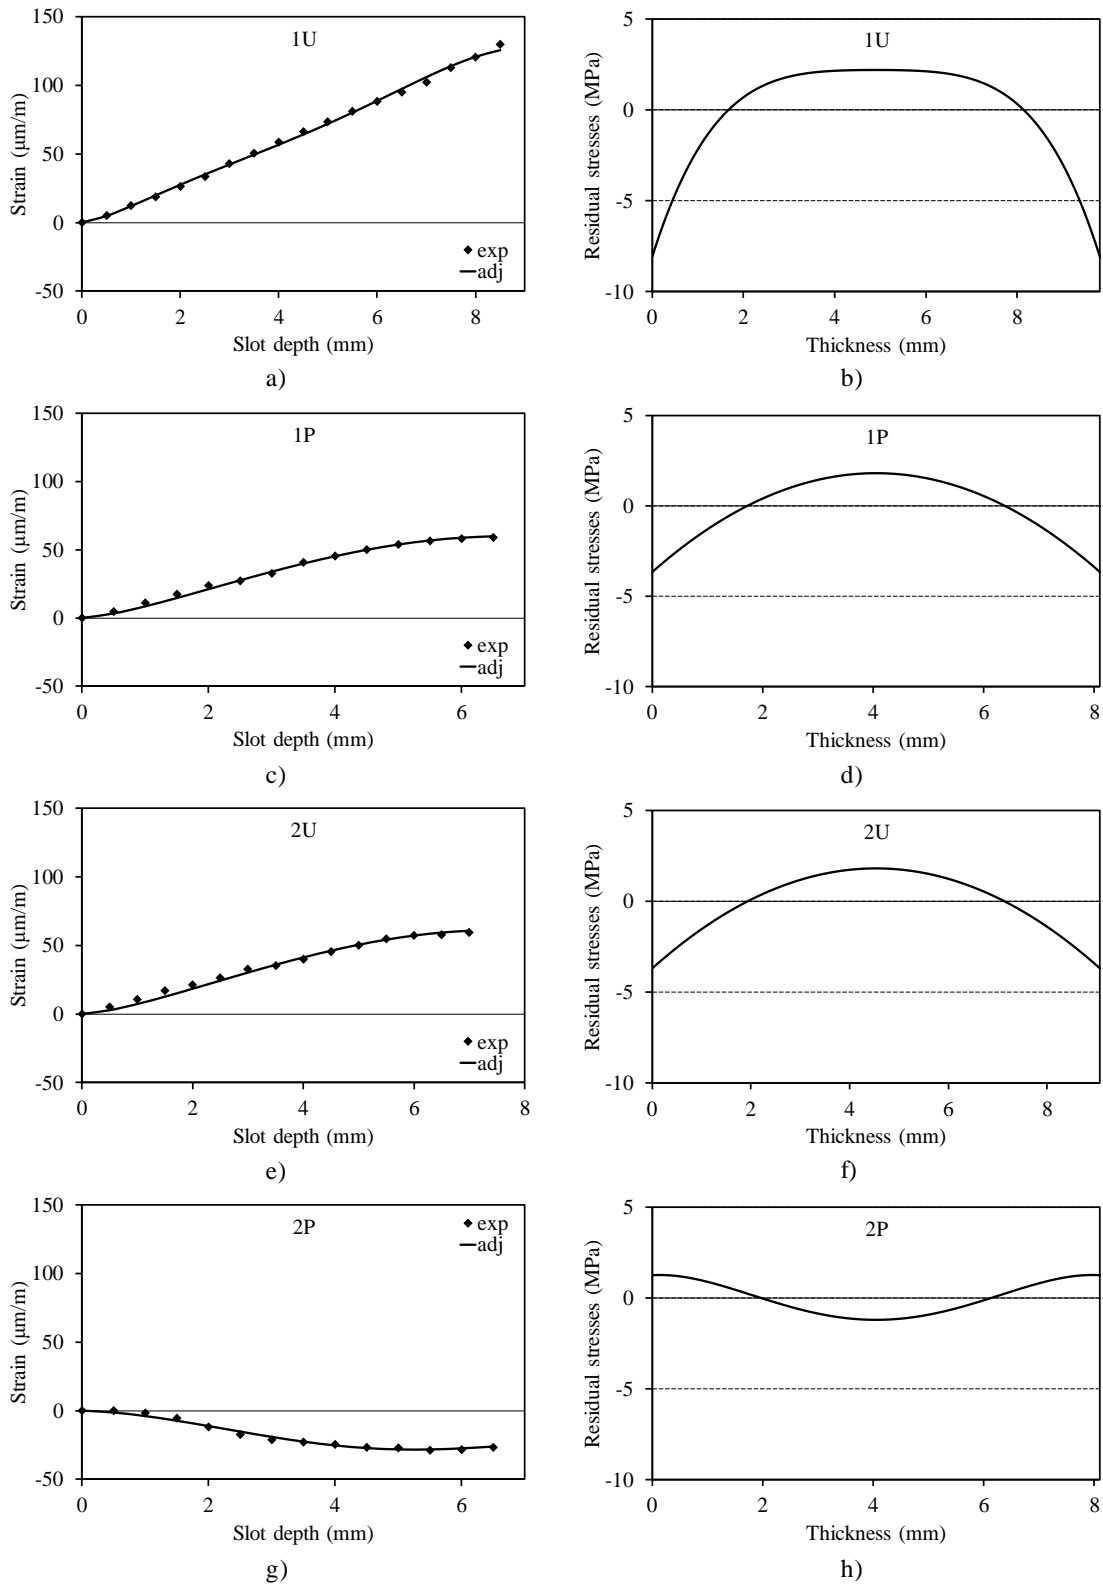 150
100
50
0
-50
Strain (µm/m)
1U
exp
adj
0 2 4 6 8
Slot depth (mm)
a)
5
0
-5
-10
Residual stresses (MPa)
1U
0 2 4 6 8
Thickness (mm)
b)
150
100
50
0
-50
Strain (µm/m)
1P
exp
adj
0 2 4 6
Slot depth (mm)
c)
5
0
-5
-10
Residual stresses (MPa)
1P
0 2 4 6 8
Thickness (mm)
d)
150
100
50
0
-50
Strain (µm/m)
2U
exp
adj
0 2 4 6 8
Slot depth (mm)
e)
5
0
-5
-10
Residual stresses (MPa)
2U
0 2 4 6 8
Thickness (mm)
f)
150
100
50
0
-50
Strain (µm/m)
2P
exp
adj
0 2 4 6
Slot depth (mm)
g)
5
0
-5
-10
Residual stresses (MPa)
2P
0 2 4 6 8
Thickness (mm)
h)